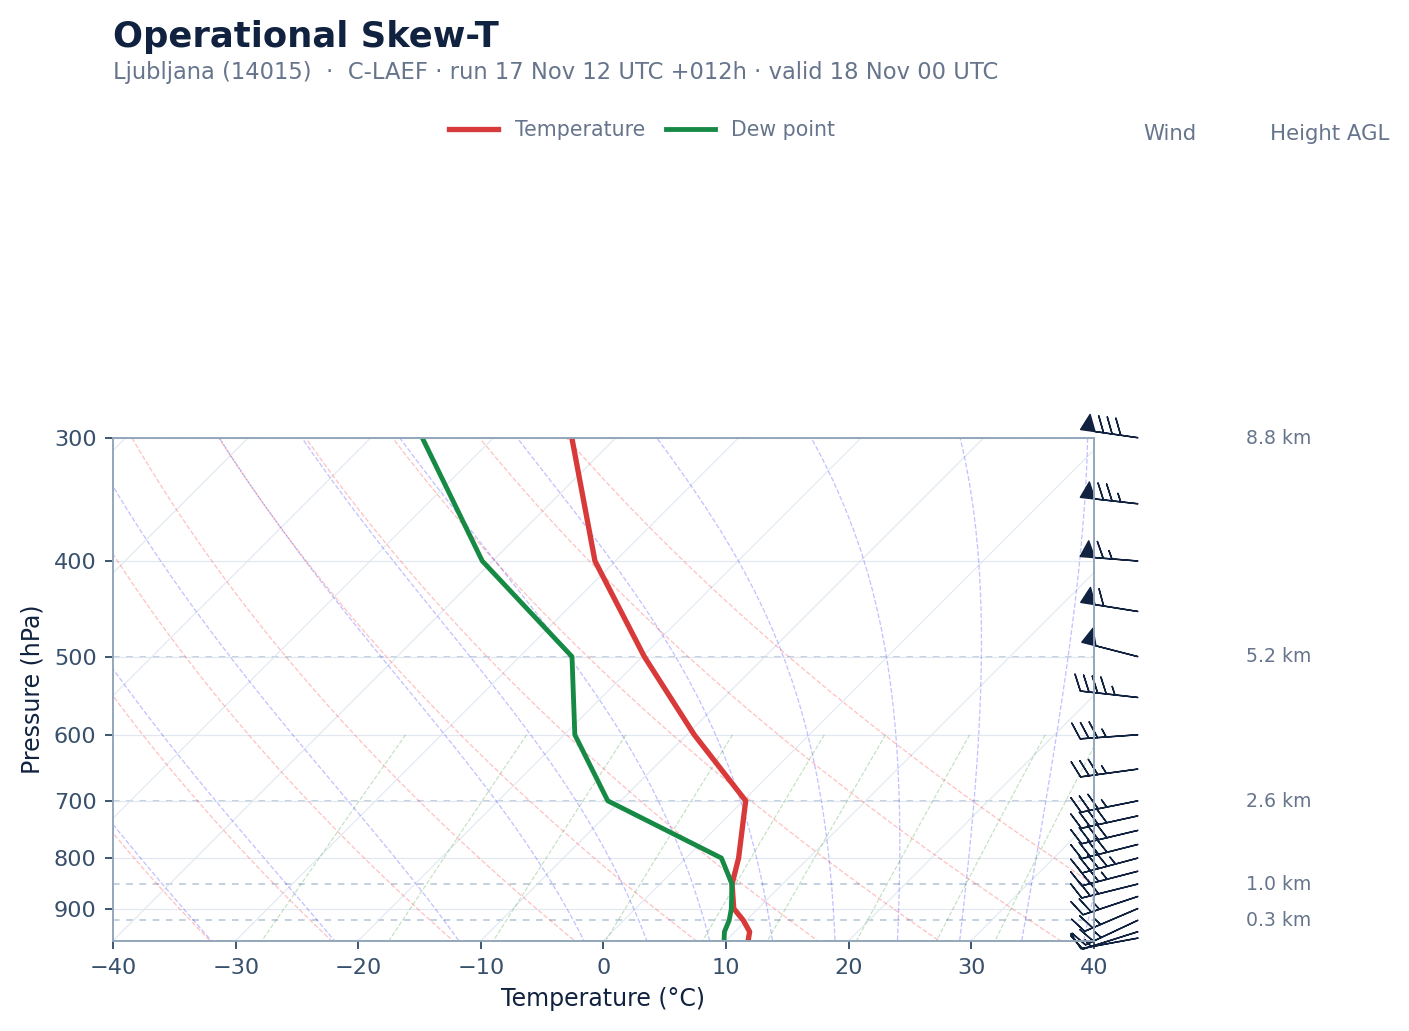 Operational Skew-T
Ljubljana (14015)  ·  C-LAEF · run 17 Nov 12 UTC +012h · valid 18 Nov 00 UTC
Temperature
Dew point
Wind
Height AGL
300
400
500
600
700
800
900
Pressure (hPa)
8.8 km
5.2 km
2.6 km
1.0 km
0.3 km
−40 −30 −20 −10 0 10 20 30 40
Temperature (°C)